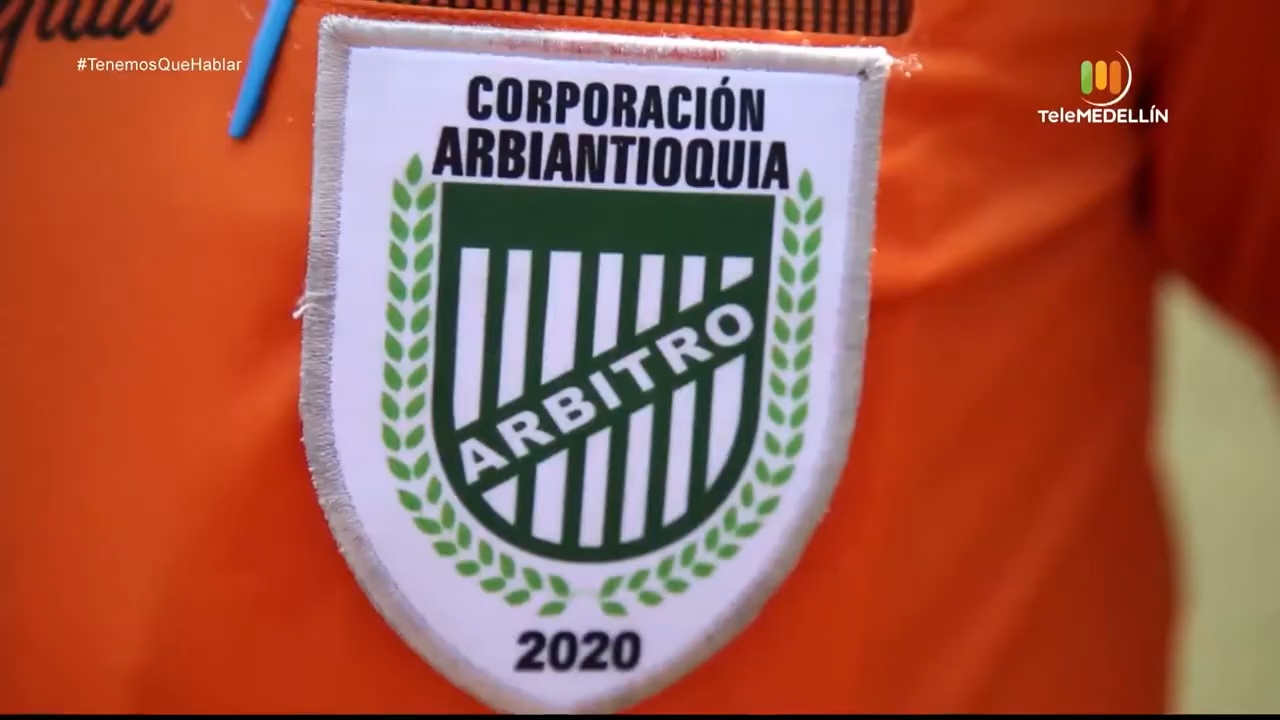 #TenemosQueHablar
TeleMEDELLÍN
CORPORACIÓN
ARBIANTIOQUIA
ARBITRO
2020